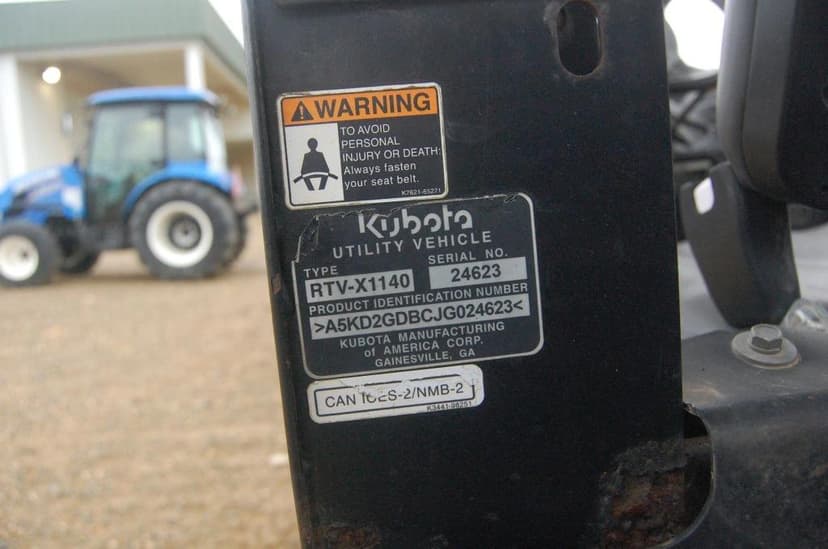 WARNING
TO AVOID
PERSONAL
INJURY OR DEATH:
Always fasten
your seat belt.
K7621-65271
Kubota
UTILITY VEHICLE
TYPE SERIAL NO.
RTV-X1140 24623
PRODUCT IDENTIFICATION NUMBER
>A5KD2GDBCJG024623<
KUBOTA MANUFACTURING
of AMERICA CORP.
GAINESVILLE, GA
CAN ICES-2/NMB-2
K3441-98251